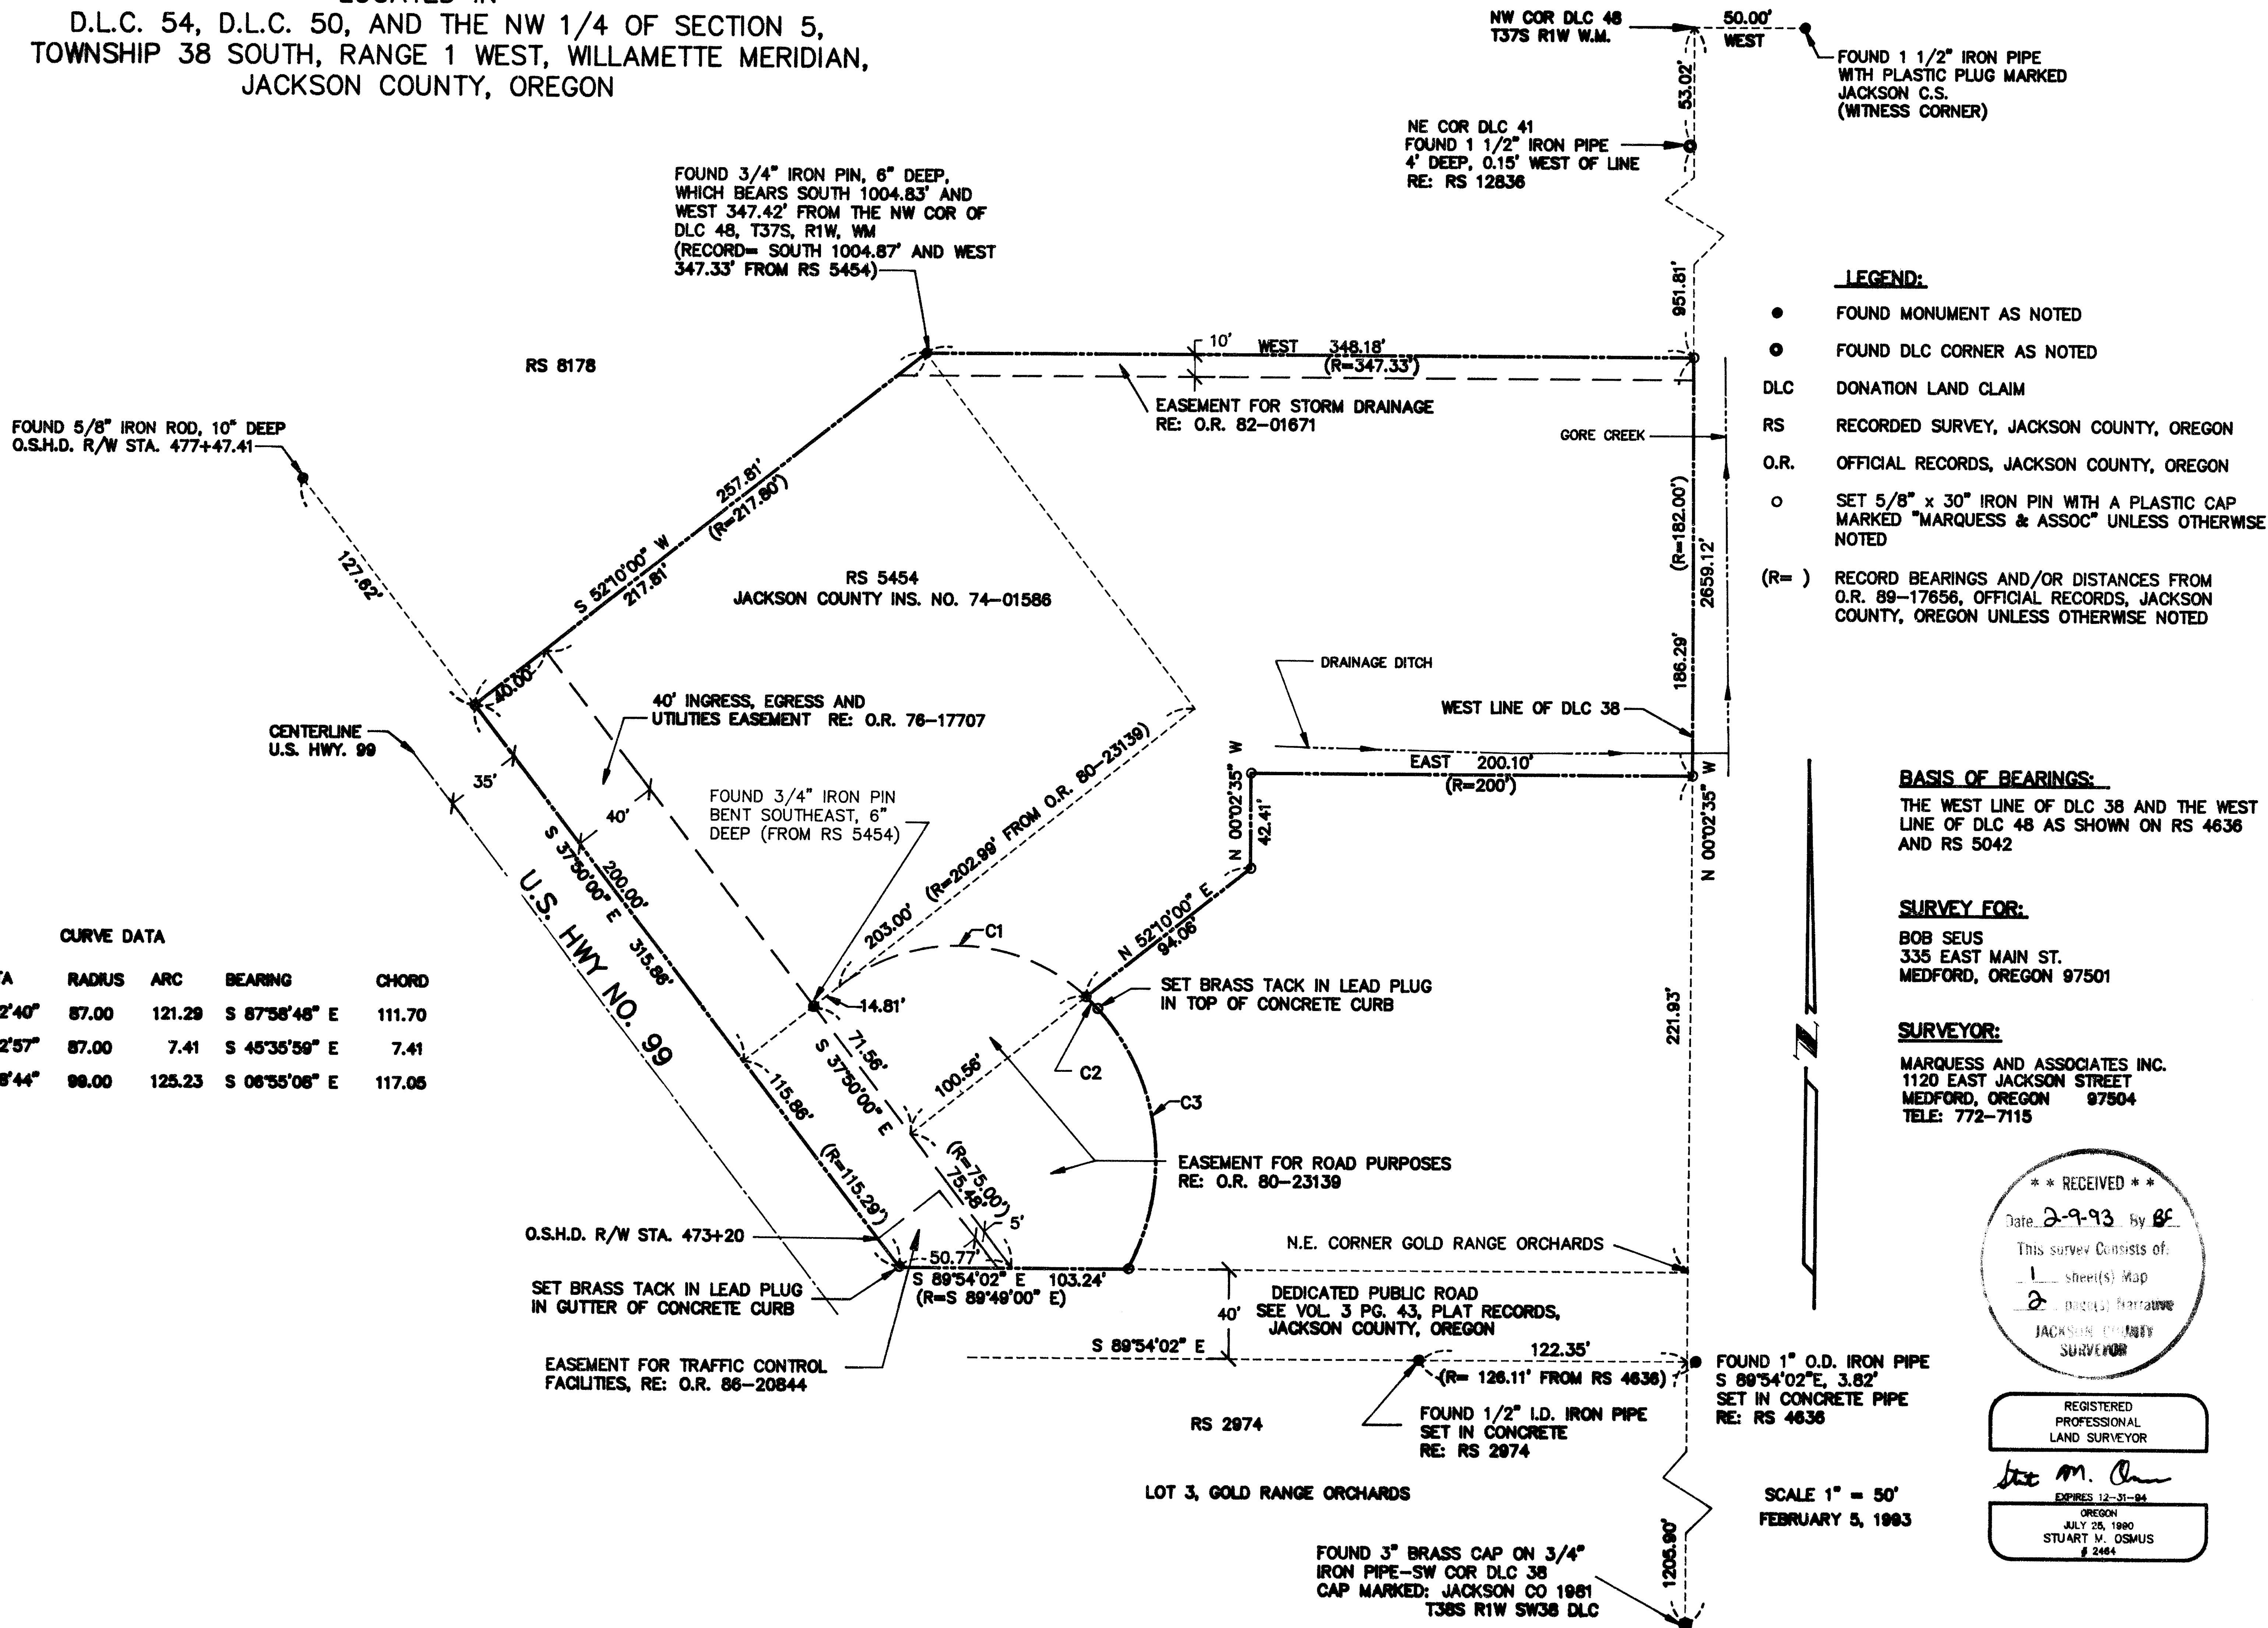 LOCATED IN
D.L.C. 54, D.L.C. 50, AND THE NW 1/4 OF SECTION 5,
TOWNSHIP 38 SOUTH, RANGE 1 WEST, WILLAMETTE MERIDIAN,
JACKSON COUNTY, OREGON
NW COR DLC 48
T37S R1W W.M.
50.00'
WEST
FOUND 1 1/2" IRON PIPE
WITH PLASTIC PLUG MARKED
JACKSON C.S.
(WITNESS CORNER)
53.02'
NE COR DLC 41
FOUND 1 1/2" IRON PIPE
4' DEEP, 0.15' WEST OF LINE
RE: RS 12836
FOUND 3/4" IRON PIN, 6" DEEP,
WHICH BEARS SOUTH 1004.83' AND
WEST 347.42' FROM THE NW COR OF
DLC 48, T37S, R1W, WM
(RECORD= SOUTH 1004.87' AND WEST
347.33' FROM RS 5454)
951.81'
LEGEND:
FOUND MONUMENT AS NOTED
FOUND DLC CORNER AS NOTED
DLC DONATION LAND CLAIM
RS RECORDED SURVEY, JACKSON COUNTY, OREGON
O.R. OFFICIAL RECORDS, JACKSON COUNTY, OREGON
SET 5/8" x 30" IRON PIN WITH A PLASTIC CAP
MARKED "MARQUESS & ASSOC" UNLESS OTHERWISE
NOTED
(R= ) RECORD BEARINGS AND/OR DISTANCES FROM
O.R. 89-17656, OFFICIAL RECORDS, JACKSON
COUNTY, OREGON UNLESS OTHERWISE NOTED
RS 8178
10'
WEST 348.18'
(R=347.33')
EASEMENT FOR STORM DRAINAGE
RE: O.R. 82-01671
GORE CREEK
FOUND 5/8" IRON ROD, 10" DEEP
O.S.H.D. R/W STA. 477+47.41
127.62'
257.81'
(R=217.80')
S 52°10'00" W
217.81'
40.00'
RS 5454
JACKSON COUNTY INS. NO. 74-01586
(R=182.00')
2659.12'
186.29'
DRAINAGE DITCH
WEST LINE OF DLC 38
40' INGRESS, EGRESS AND
UTILITIES EASEMENT RE: O.R. 76-17707
CENTERLINE
U.S. HWY. 99
35'
40'
EAST 200.10'
(R=200')
N 00°02'35" W
42.41'
N 00°02'35" W
FOUND 3/4" IRON PIN
BENT SOUTHEAST, 6"
DEEP (FROM RS 5454)
203.00' (R=202.99' FROM O.R. 80-23139)
200.00'
S 37°50'00" E 315.86'
U.S. HWY NO. 99
BASIS OF BEARINGS:
THE WEST LINE OF DLC 38 AND THE WEST
LINE OF DLC 48 AS SHOWN ON RS 4636
AND RS 5042
SURVEY FOR:
BOB SEUS
335 EAST MAIN ST.
MEDFORD, OREGON 97501
SURVEYOR:
MARQUESS AND ASSOCIATES INC.
1120 EAST JACKSON STREET
MEDFORD, OREGON 97504
TELE: 772-7115
N
CURVE DATA
TA RADIUS ARC BEARING CHORD
2'40" 87.00 121.29 S 87°58'48" E 111.70
2'57" 87.00 7.41 S 45°35'59" E 7.41
8'44" 99.00 125.23 S 06°55'08" E 117.05
C1
N 52°10'00" E
94.06'
SET BRASS TACK IN LEAD PLUG
IN TOP OF CONCRETE CURB
14.81'
71.56'
S 37°50'00" E
100.56'
C2
C3
221.93'
115.86'
(R=115.29')
(R=75.00')
75.48'
5'
EASEMENT FOR ROAD PURPOSES
RE: O.R. 80-23139
O.S.H.D. R/W STA. 473+20
50.77'
S 89°54'02" E 103.24'
(R=S 89°49'00" E)
SET BRASS TACK IN LEAD PLUG
IN GUTTER OF CONCRETE CURB
N.E. CORNER GOLD RANGE ORCHARDS
40'
DEDICATED PUBLIC ROAD
SEE VOL. 3 PG. 43, PLAT RECORDS,
JACKSON COUNTY, OREGON
S 89°54'02" E
EASEMENT FOR TRAFFIC CONTROL
FACILITIES, RE: O.R. 86-20844
122.35'
(R= 126.11' FROM RS 4636)
FOUND 1" O.D. IRON PIPE
S 89°54'02"E, 3.82'
SET IN CONCRETE PIPE
RE: RS 4636
FOUND 1/2" I.D. IRON PIPE
SET IN CONCRETE
RE: RS 2974
RS 2974
LOT 3, GOLD RANGE ORCHARDS
SCALE 1" = 50'
FEBRUARY 5, 1993
1205.90'
FOUND 3" BRASS CAP ON 3/4"
IRON PIPE-SW COR DLC 38
CAP MARKED: JACKSON CO 1981
T38S R1W SW38 DLC
* * RECEIVED * *
Date 2-9-93 By BF
This survey Consists of:
1 sheet(s) Map
2 page(s) Narrative
JACKSON COUNTY
SURVEYOR
REGISTERED
PROFESSIONAL
LAND SURVEYOR
EXPIRES 12-31-94
OREGON
JULY 25, 1990
STUART M. OSMUS
# 2464